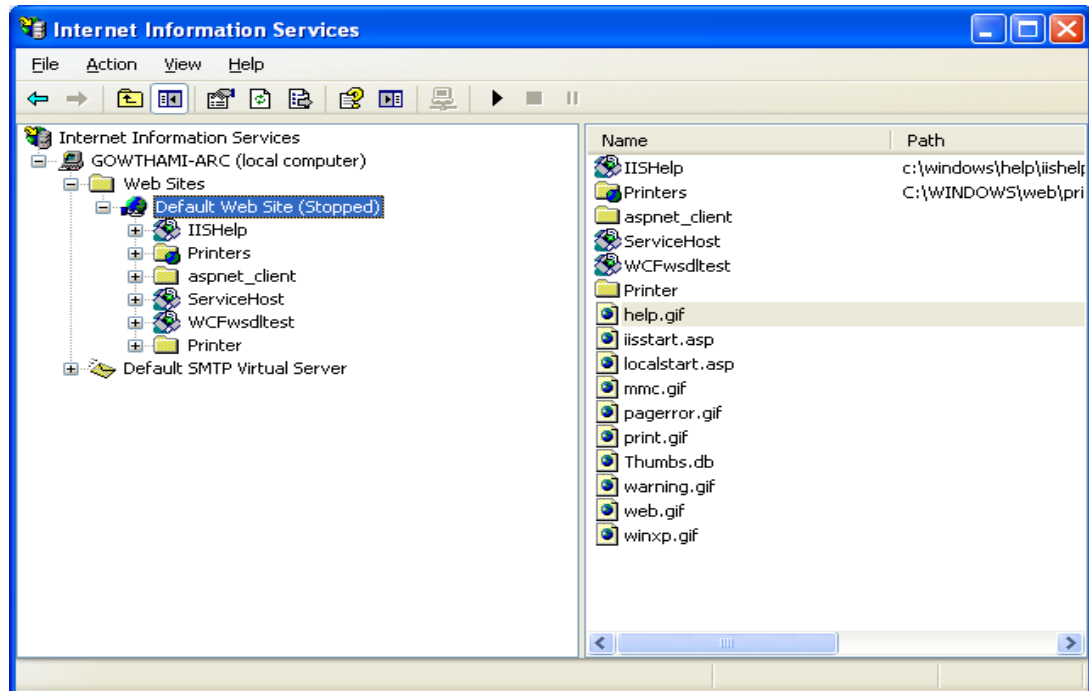 Internet Information Services
File Action View Help
Internet Information Services
GOWTHAMI-ARC (local computer)
Web Sites
Default Web Site (Stopped)
IISHelp
Printers
aspnet_client
ServiceHost
WCFwsdltest
Printer
Default SMTP Virtual Server
Name Path
IISHelp c:\windows\help\iishelp
Printers C:\WINDOWS\web\pri
aspnet_client
ServiceHost
WCFwsdltest
Printer
help.gif
iisstart.asp
localstart.asp
mmc.gif
pagerror.gif
print.gif
Thumbs.db
warning.gif
web.gif
winxp.gif